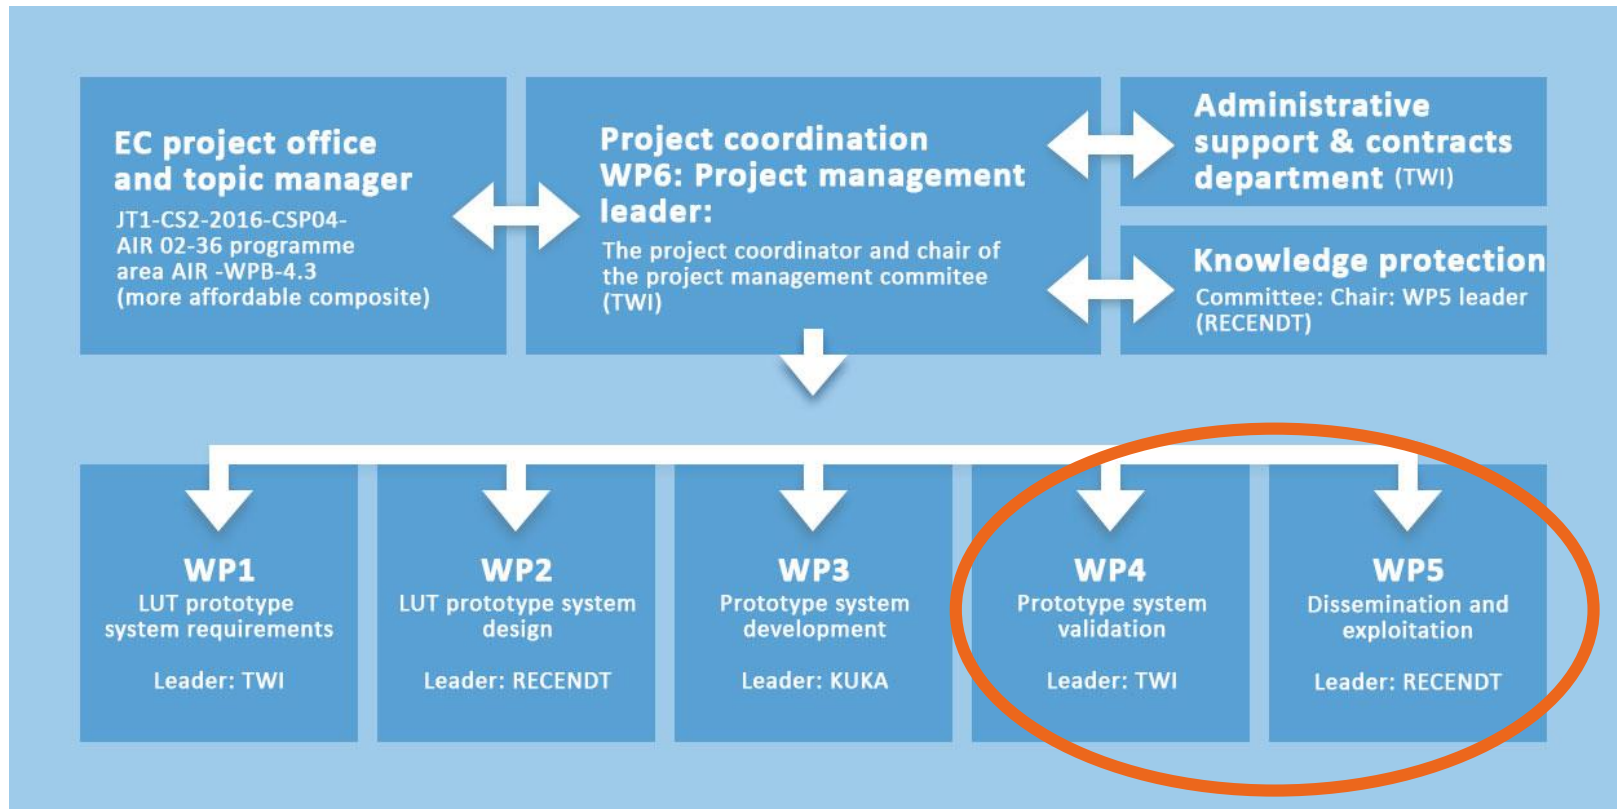 EC project office
and topic manager
JT1-CS2-2016-CSP04-
AIR 02-36 programme
area AIR -WPB-4.3
(more affordable composite)
Project coordination
WP6: Project management
leader:
The project coordinator and chair of
the project management commitee
(TWI)
Administrative
support & contracts
department (TWI)
Knowledge protection
Committee: Chair: WP5 leader
(RECENDT)
WP1
LUT prototype
system requirements
Leader: TWI
WP2
LUT prototype system
design
Leader: RECENDT
WP3
Prototype system
development
Leader: KUKA
WP4
Prototype system
validation
Leader: TWI
WP5
Dissemination and
exploitation
Leader: RECENDT